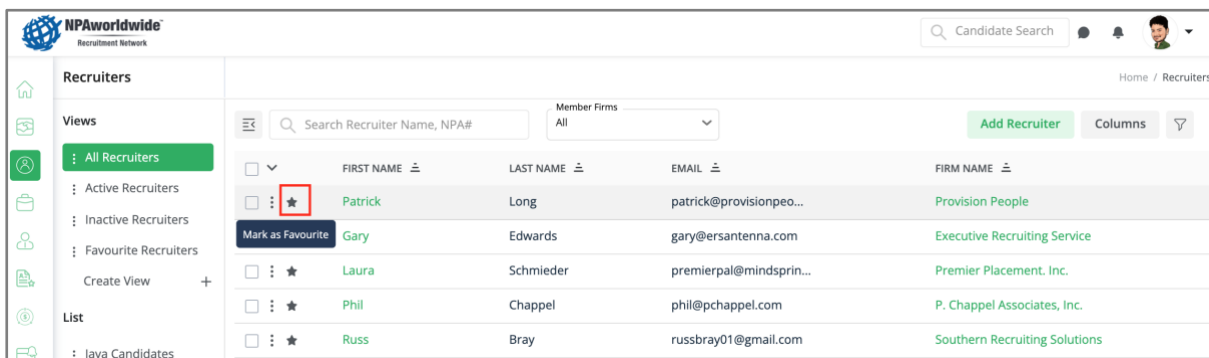 NPAworldwide™
Recruitment Network
Candidate Search
Recruiters
Home / Recruiters
Views
Member Firms
Search Recruiter Name, NPA#
All
Add Recruiter
Columns
All Recruiters
FIRST NAME
LAST NAME
EMAIL
FIRM NAME
Active Recruiters
Patrick
Long
patrick@provisionpeo...
Provision People
Inactive Recruiters
Mark as Favourite
Gary
Edwards
gary@ersantenna.com
Executive Recruiting Service
Favourite Recruiters
Laura
Schmieder
premierpal@mindsprin...
Premier Placement. Inc.
Create View +
Phil
Chappel
phil@pchappel.com
P. Chappel Associates, Inc.
List
Russ
Bray
russbray01@gmail.com
Southern Recruiting Solutions
Java Candidates